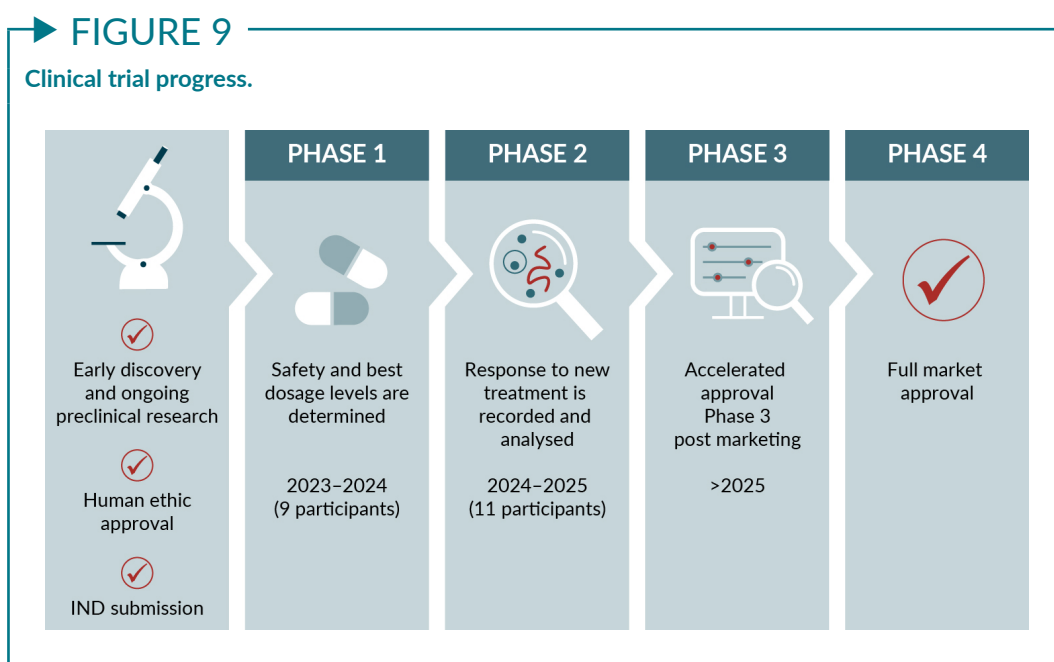 FIGURE 9
Clinical trial progress.
Early discovery
and ongoing
preclinical research
Human ethic
approval
IND submission
PHASE 1
Safety and best
dosage levels are
determined
2023–2024
(9 participants)
PHASE 2
Response to new
treatment is
recorded and
analysed
2024–2025
(11 participants)
PHASE 3
Accelerated
approval
Phase 3
post marketing
>2025
PHASE 4
Full market
approval